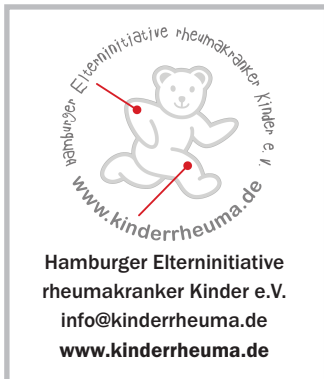 Hamburger Elterninitiative rheumakranker Kinder e.V.
www.kinderrheuma.de
Hamburger Elterninitiative
rheumakranker Kinder e.V.
info@kinderrheuma.de
www.kinderrheuma.de